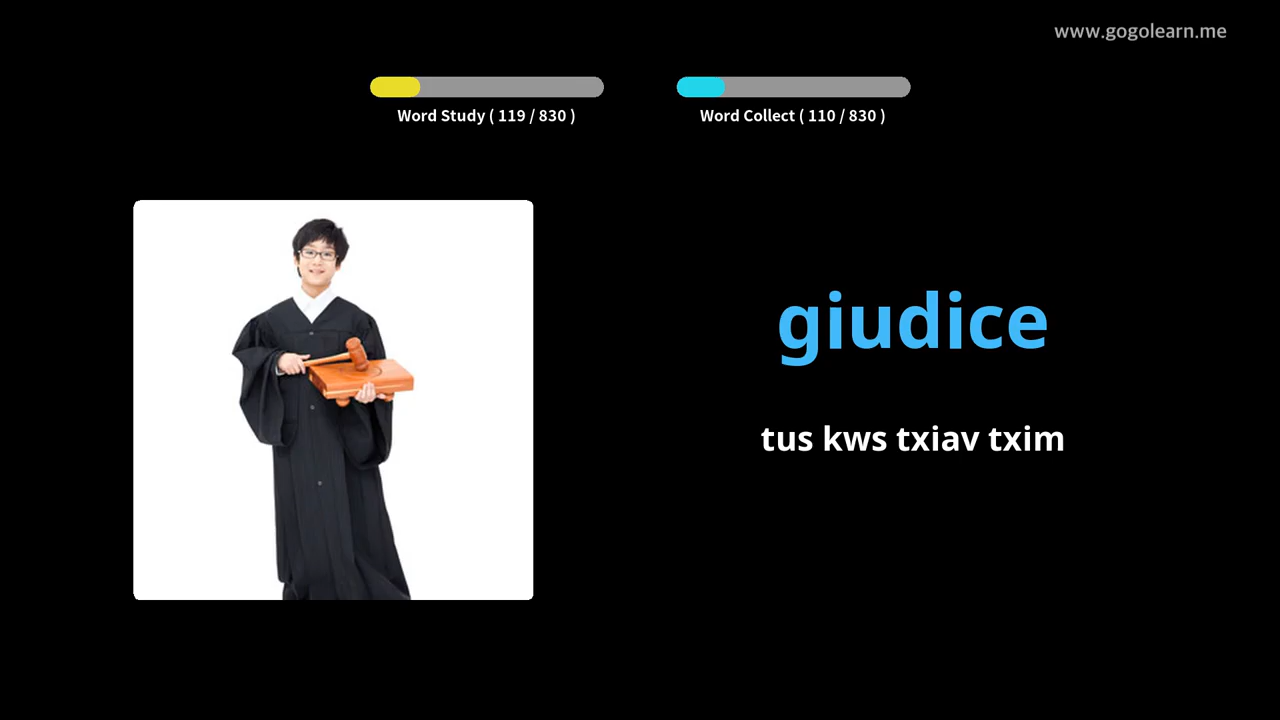 www.gogolearn.me
Word Study ( 119 / 830 )
Word Collect ( 110 / 830 )
giudice
tus kws txiav txim